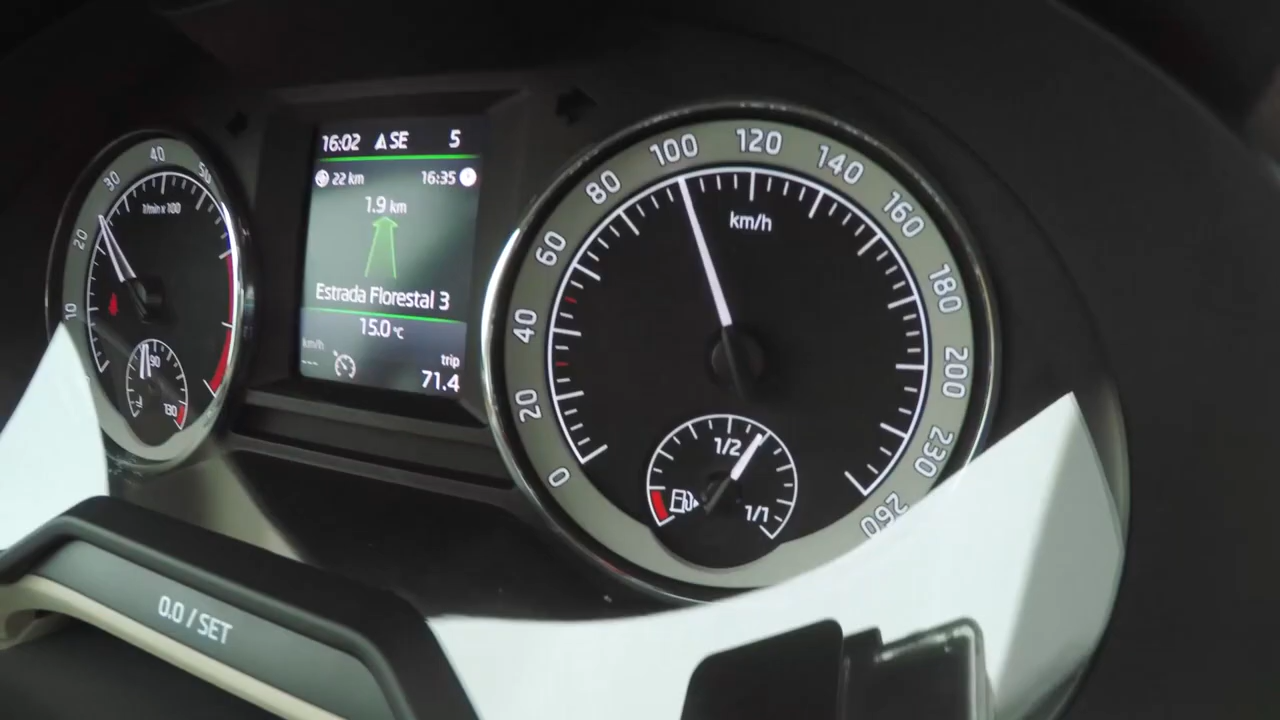 10
20
30
40
50
1/min x 100
90
130
16:02 SE 5
22 km 16:35
1.9 km
Estrada Florestal 3
15.0 °C
km/h
trip
71.4
0
20
40
60
80
100
120
140
160
180
200
230
260
km/h
1/2
1/1
0.0 / SET